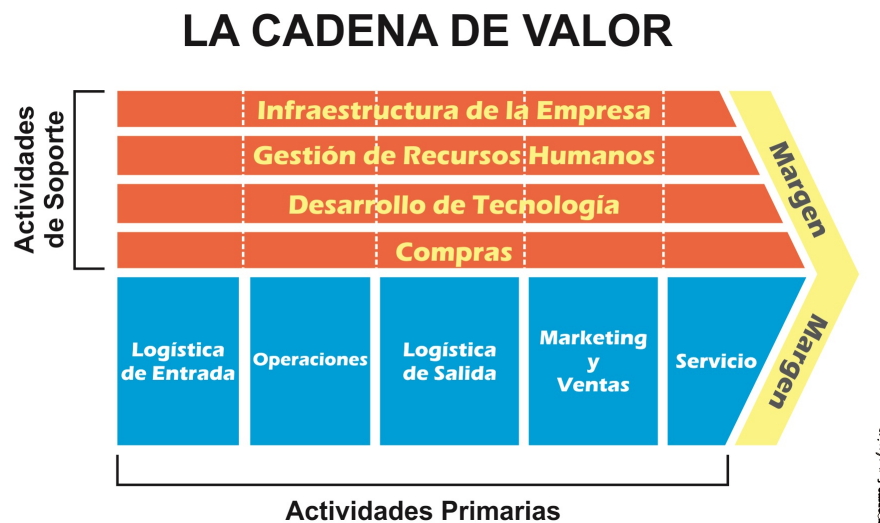 LA CADENA DE VALOR
Actividades
de Soporte
Infraestructura de la Empresa
Gestión de Recursos Humanos
Desarrollo de Tecnología
Compras
Margen
Logística
de Entrada
Operaciones
Logística
de Salida
Marketing
y
Ventas
Servicio
Margen
Actividades Primarias